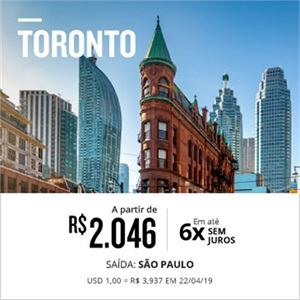 TORONTO
A partir de
R$ 2.046
Em até
6x SEM JUROS
SAÍDA: SÃO PAULO
USD 1,00 = R$ 3,937 EM 22/04/19